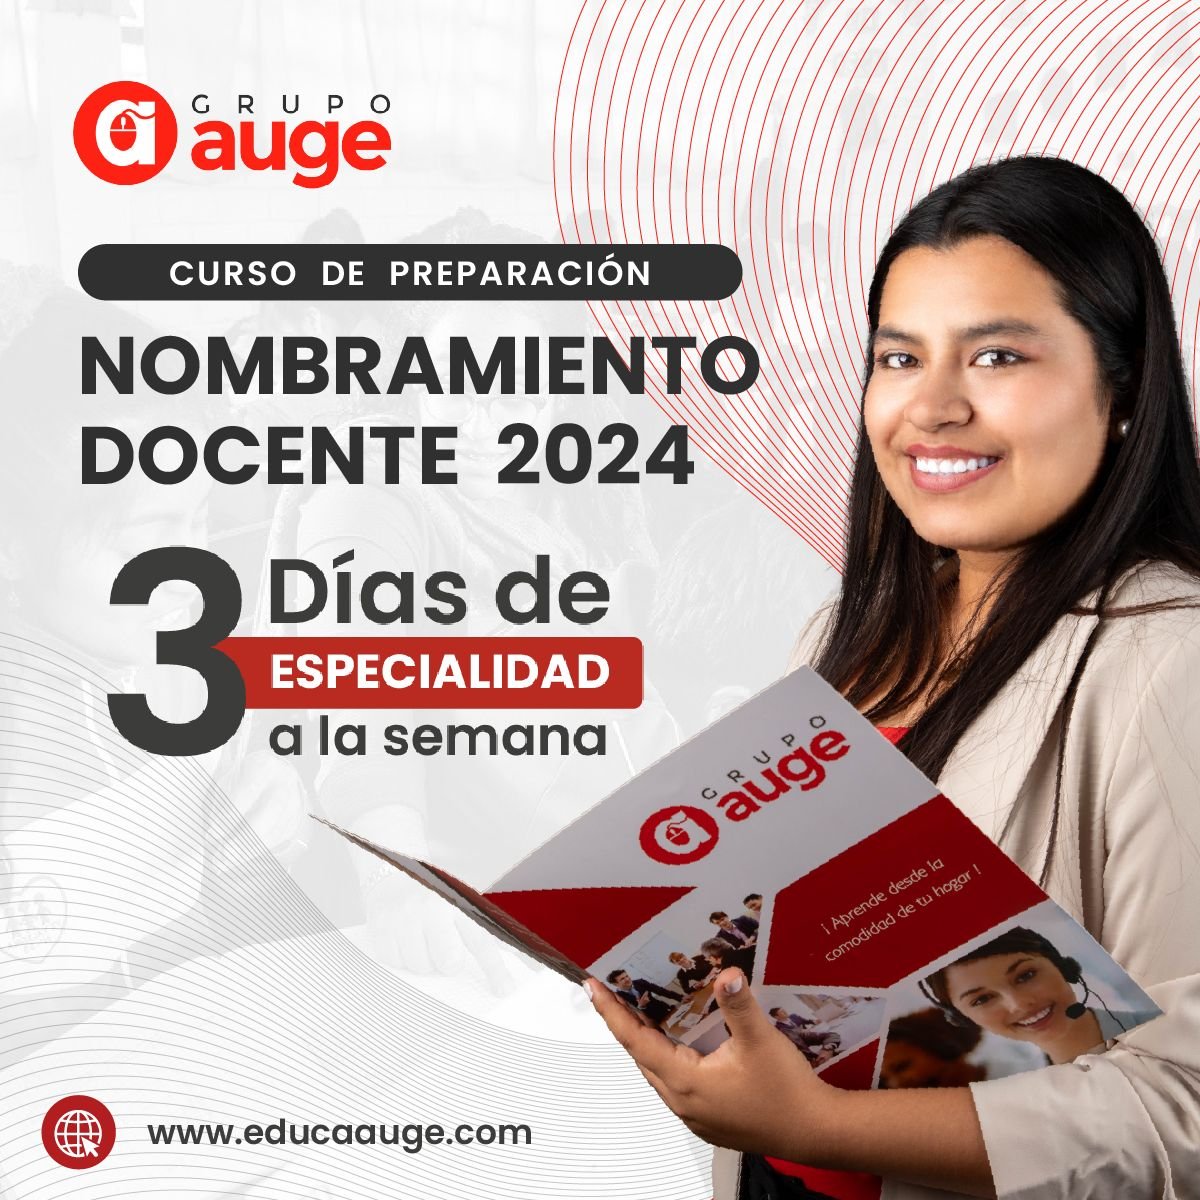 GRUPO
auge
CURSO DE PREPARACIÓN
NOMBRAMIENTO
DOCENTE 2024
3 Días de
ESPECIALIDAD
a la semana
GRUPO
auge
¡ Aprende desde la
comodidad de tu hogar !
www.educaauge.com